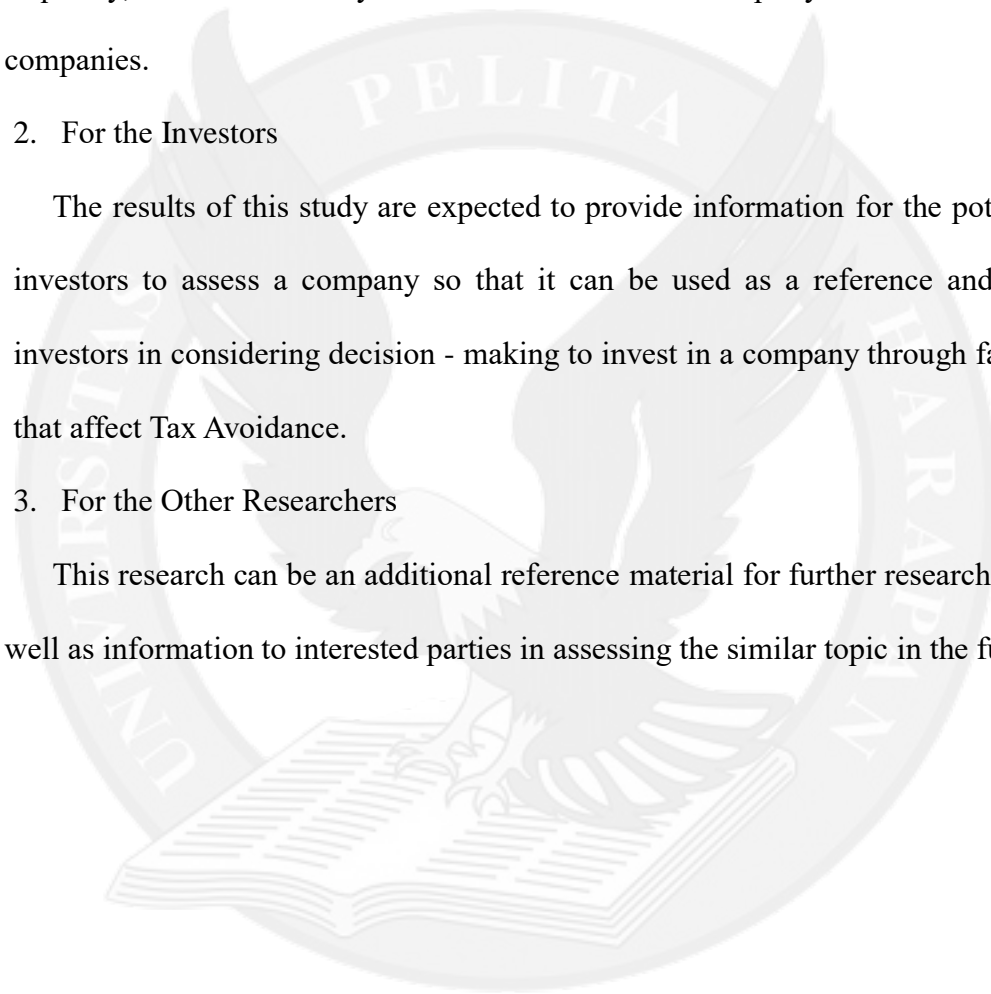 companies.
2. For the Investors
The results of this study are expected to provide information for the pot
investors to assess a company so that it can be used as a reference and
investors in considering decision - making to invest in a company through fa
that affect Tax Avoidance.
3. For the Other Researchers
This research can be an additional reference material for further research
well as information to interested parties in assessing the similar topic in the fu
UNIVERSITAS PELITA HARAPAN